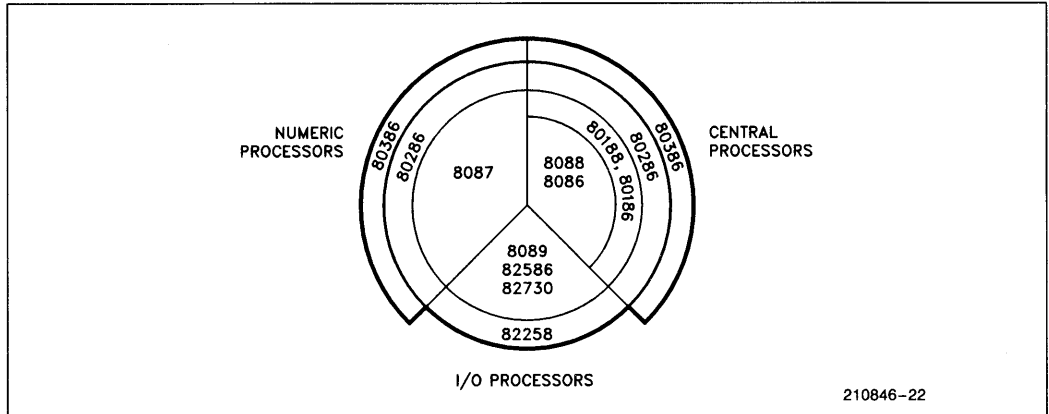 NUMERIC
PROCESSORS
80386
80286
8087
8088
8086
80188, 80186
80286
80386
CENTRAL
PROCESSORS
8089
82586
82730
82258
I/O PROCESSORS
210846-22